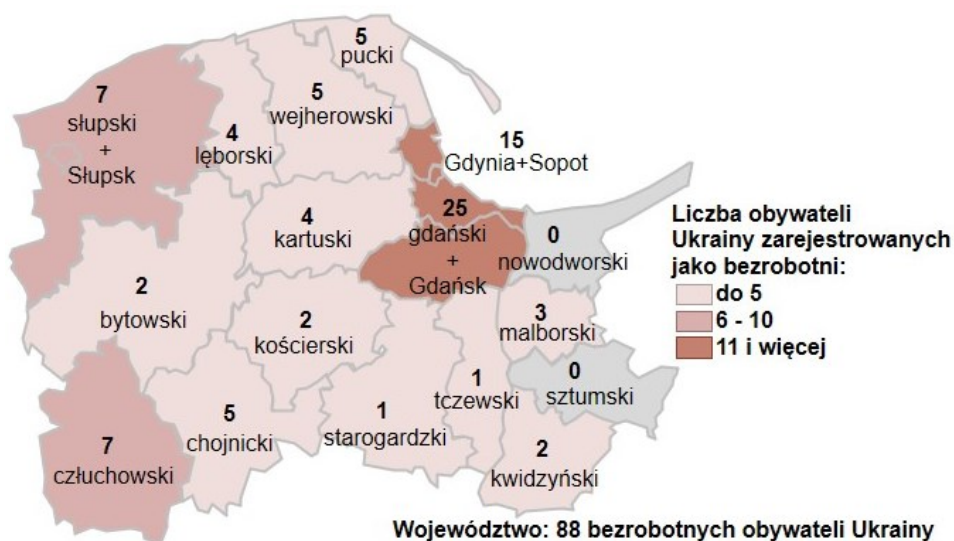 5
pucki
7
słupski
+
Słupsk
5
wejherowski
4
lęborski
15
Gdynia+Sopot
4
kartuski
25
gdański
+
Gdańsk
0
nowodworski
Liczba obywateli
Ukrainy zarejestrowanych
jako bezrobotni:
do 5
6 - 10
11 i więcej
2
bytowski
2
kościerski
3
malborski
0
sztumski
7
człuchowski
5
chojnicki
1
starogardzki
1
tczewski
2
kwidzyński
Województwo: 88 bezrobotnych obywateli Ukrainy